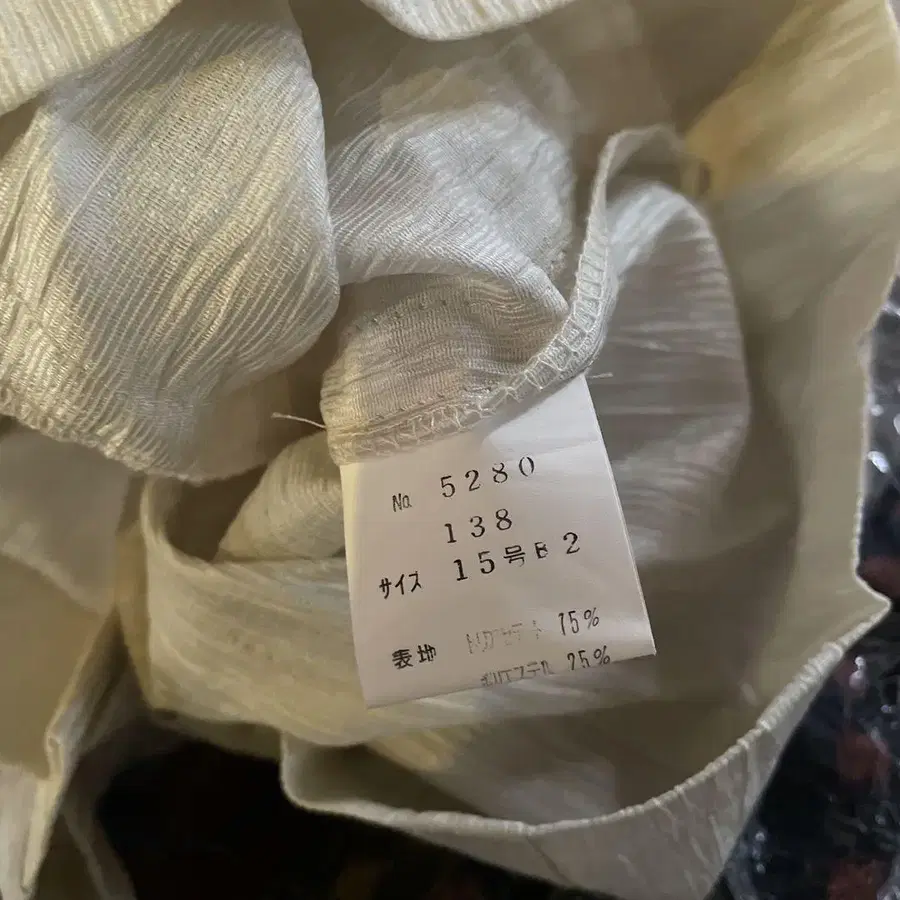 No. 5280
138
サイズ 15号B2
表地 トリアセテート 75%
ポリエステル 25%